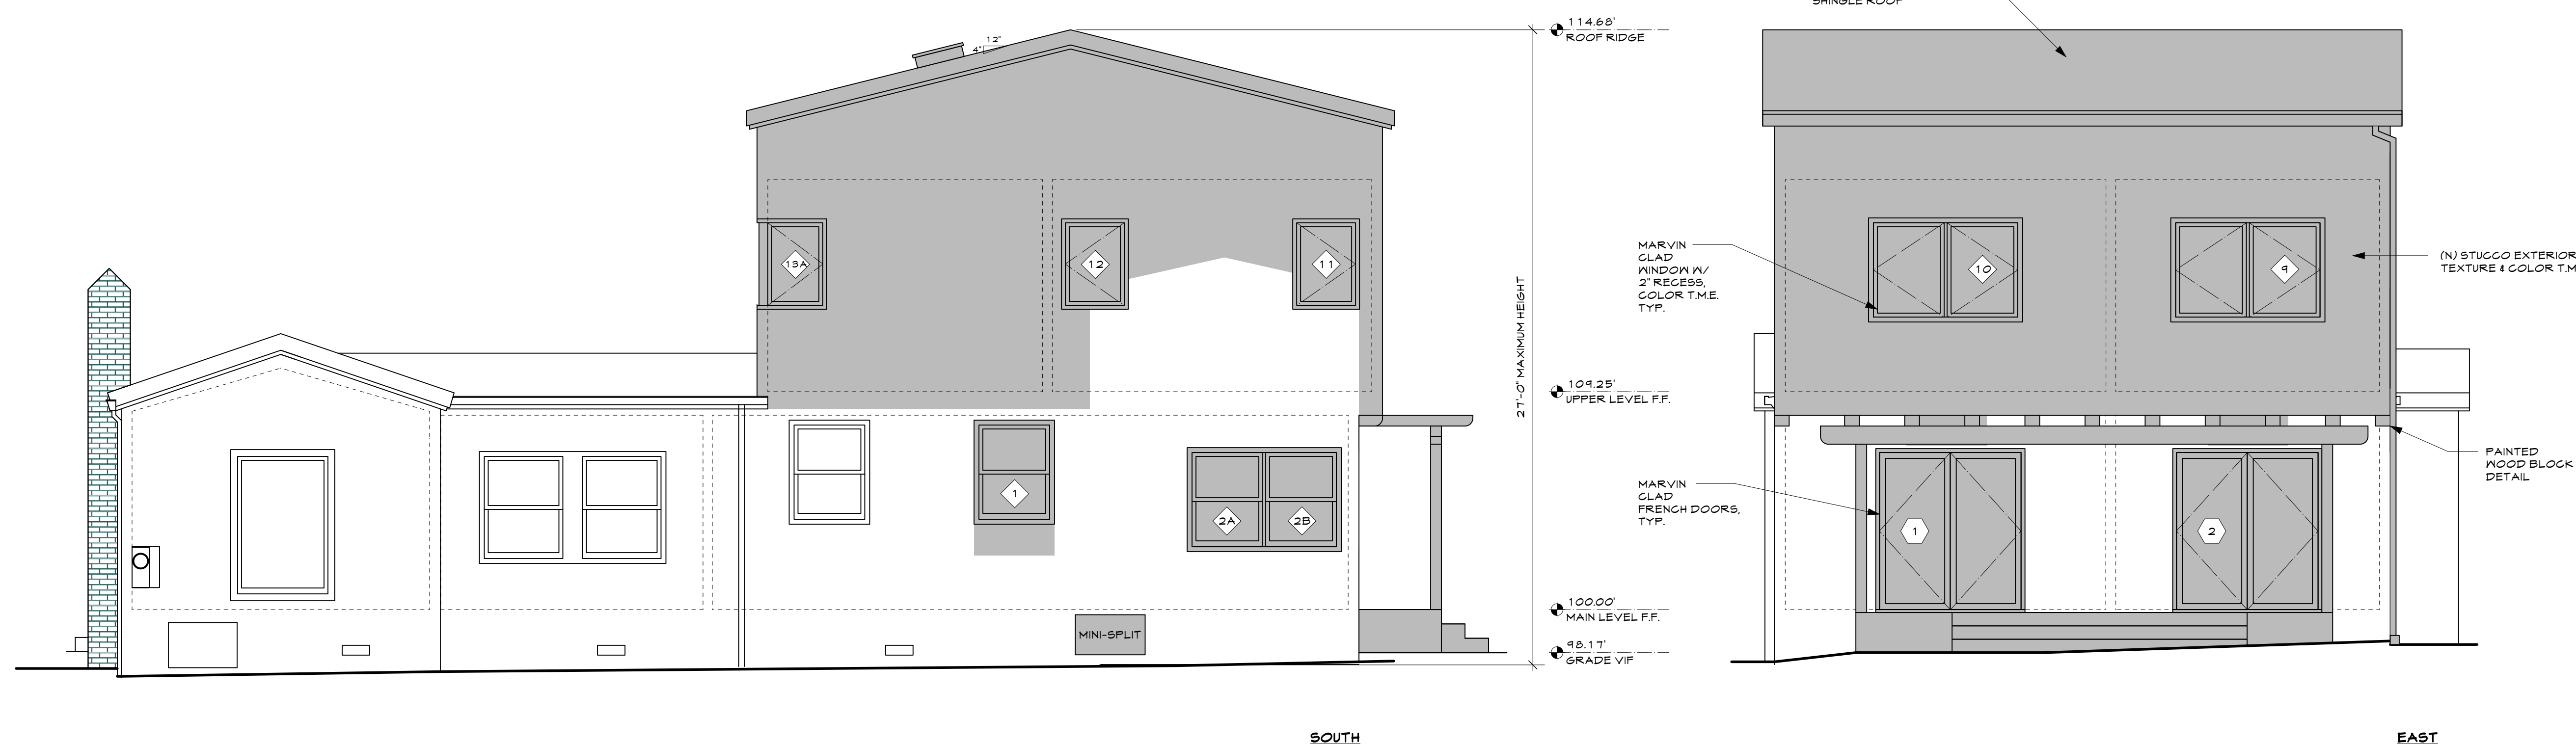 SHINGLE ROOF
12"
4"
114.68'
ROOF RIDGE
13A
12
11
27'-0" MAXIMUM HEIGHT
109.25'
UPPER LEVEL F.F.
1
2A
2B
MINI-SPLIT
100.00'
MAIN LEVEL F.F.
98.17'
GRADE VIF
SOUTH
MARVIN
CLAD
WINDOW W/
2" RECESS,
COLOR T.M.E.
TYP.
10
9
(N) STUCCO EXTERIOR
TEXTURE & COLOR T.M
MARVIN
CLAD
FRENCH DOORS,
TYP.
1
2
PAINTED
WOOD BLOCK
DETAIL
EAST